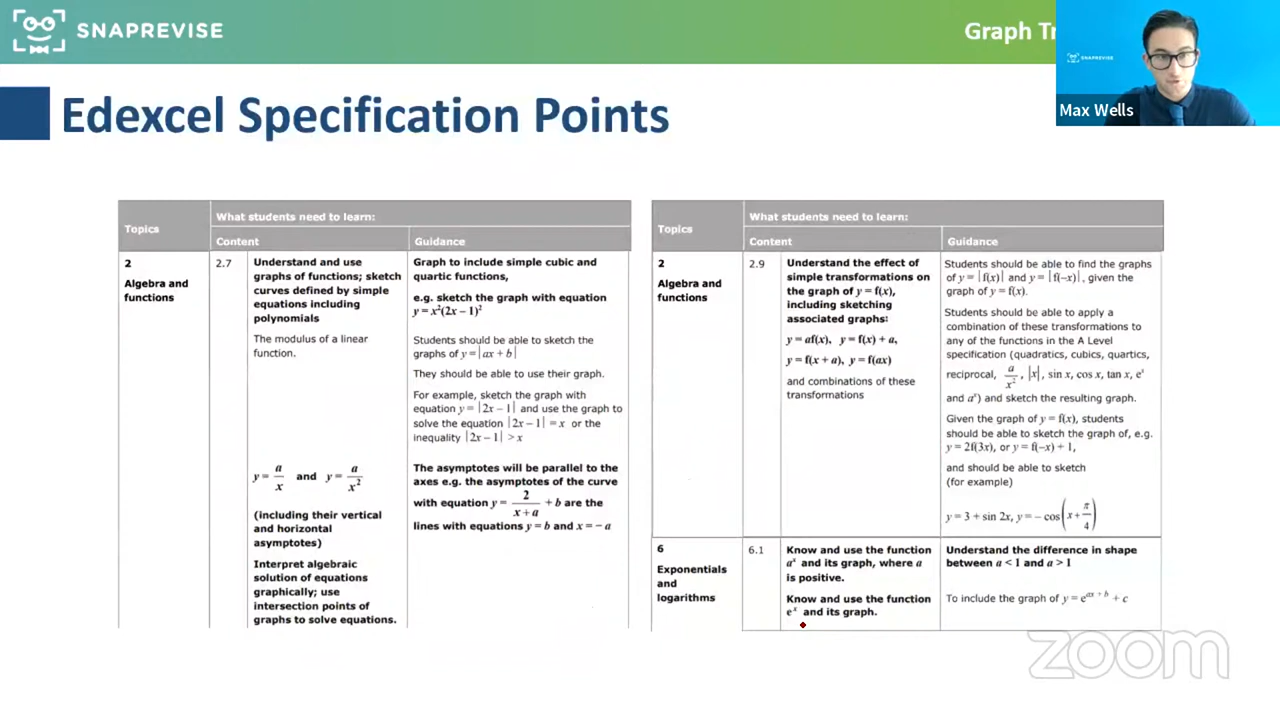 SNAPREVISE
Graph Tr
SNAPREVISE
Max Wells
Edexcel Specification Points
Topics
What students need to learn:
Content
Guidance
2
Algebra and
functions
2.7
Understand and use
graphs of functions; sketch
curves defined by simple
equations including
polynomials
The modulus of a linear
function.
y = a/x and y = a/x²
(including their vertical
and horizontal
asymptotes)
Interpret algebraic
solution of equations
graphically; use
intersection points of
graphs to solve equations.
Graph to include simple cubic and
quartic functions,
e.g. sketch the graph with equation
y = x²(2x – 1)²
Students should be able to sketch the
graphs of y = |ax + b|
They should be able to use their graph.
For example, sketch the graph with
equation y = |2x – 1| and use the graph to
solve the equation |2x – 1| = x or the
inequality |2x – 1| > x
The asymptotes will be parallel to the
axes e.g. the asymptotes of the curve
with equation y = 2/(x + a) + b are the
lines with equations y = b and x = – a
Topics
What students need to learn:
Content
Guidance
2
Algebra and
functions
2.9
Understand the effect of
simple transformations on
the graph of y = f(x),
including sketching
associated graphs:
y = af(x), y = f(x) + a,
y = f(x + a), y = f(ax)
and combinations of these
transformations
Students should be able to find the graphs
of y = |f(x)| and y = |f(–x)|, given the
graph of y = f(x).
Students should be able to apply a
combination of these transformations to
any of the functions in the A Level
specification (quadratics, cubics, quartics,
reciprocal, a/x², |x|, sin x, cos x, tan x, eˣ
and aˣ) and sketch the resulting graph.
Given the graph of y = f(x), students
should be able to sketch the graph of, e.g.
y = 2f(3x), or y = f(–x) + 1,
and should be able to sketch
(for example)
y = 3 + sin 2x, y = – cos(x + π/4)
6
Exponentials
and
logarithms
6.1
Know and use the function
aˣ and its graph, where a
is positive.
Know and use the function
eˣ and its graph.
Understand the difference in shape
between a < 1 and a > 1
To include the graph of y = e^(ax + b) + c
zoom